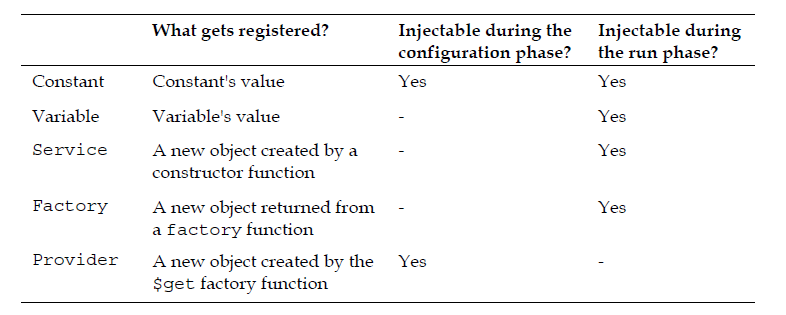 What gets registered? Injectable during the Injectable during
configuration phase? the run phase?
Constant Constant's value Yes Yes
Variable Variable's value - Yes
Service A new object created by a - Yes
constructor function
Factory A new object returned from - Yes
a factory function
Provider A new object created by the Yes -
$get factory function